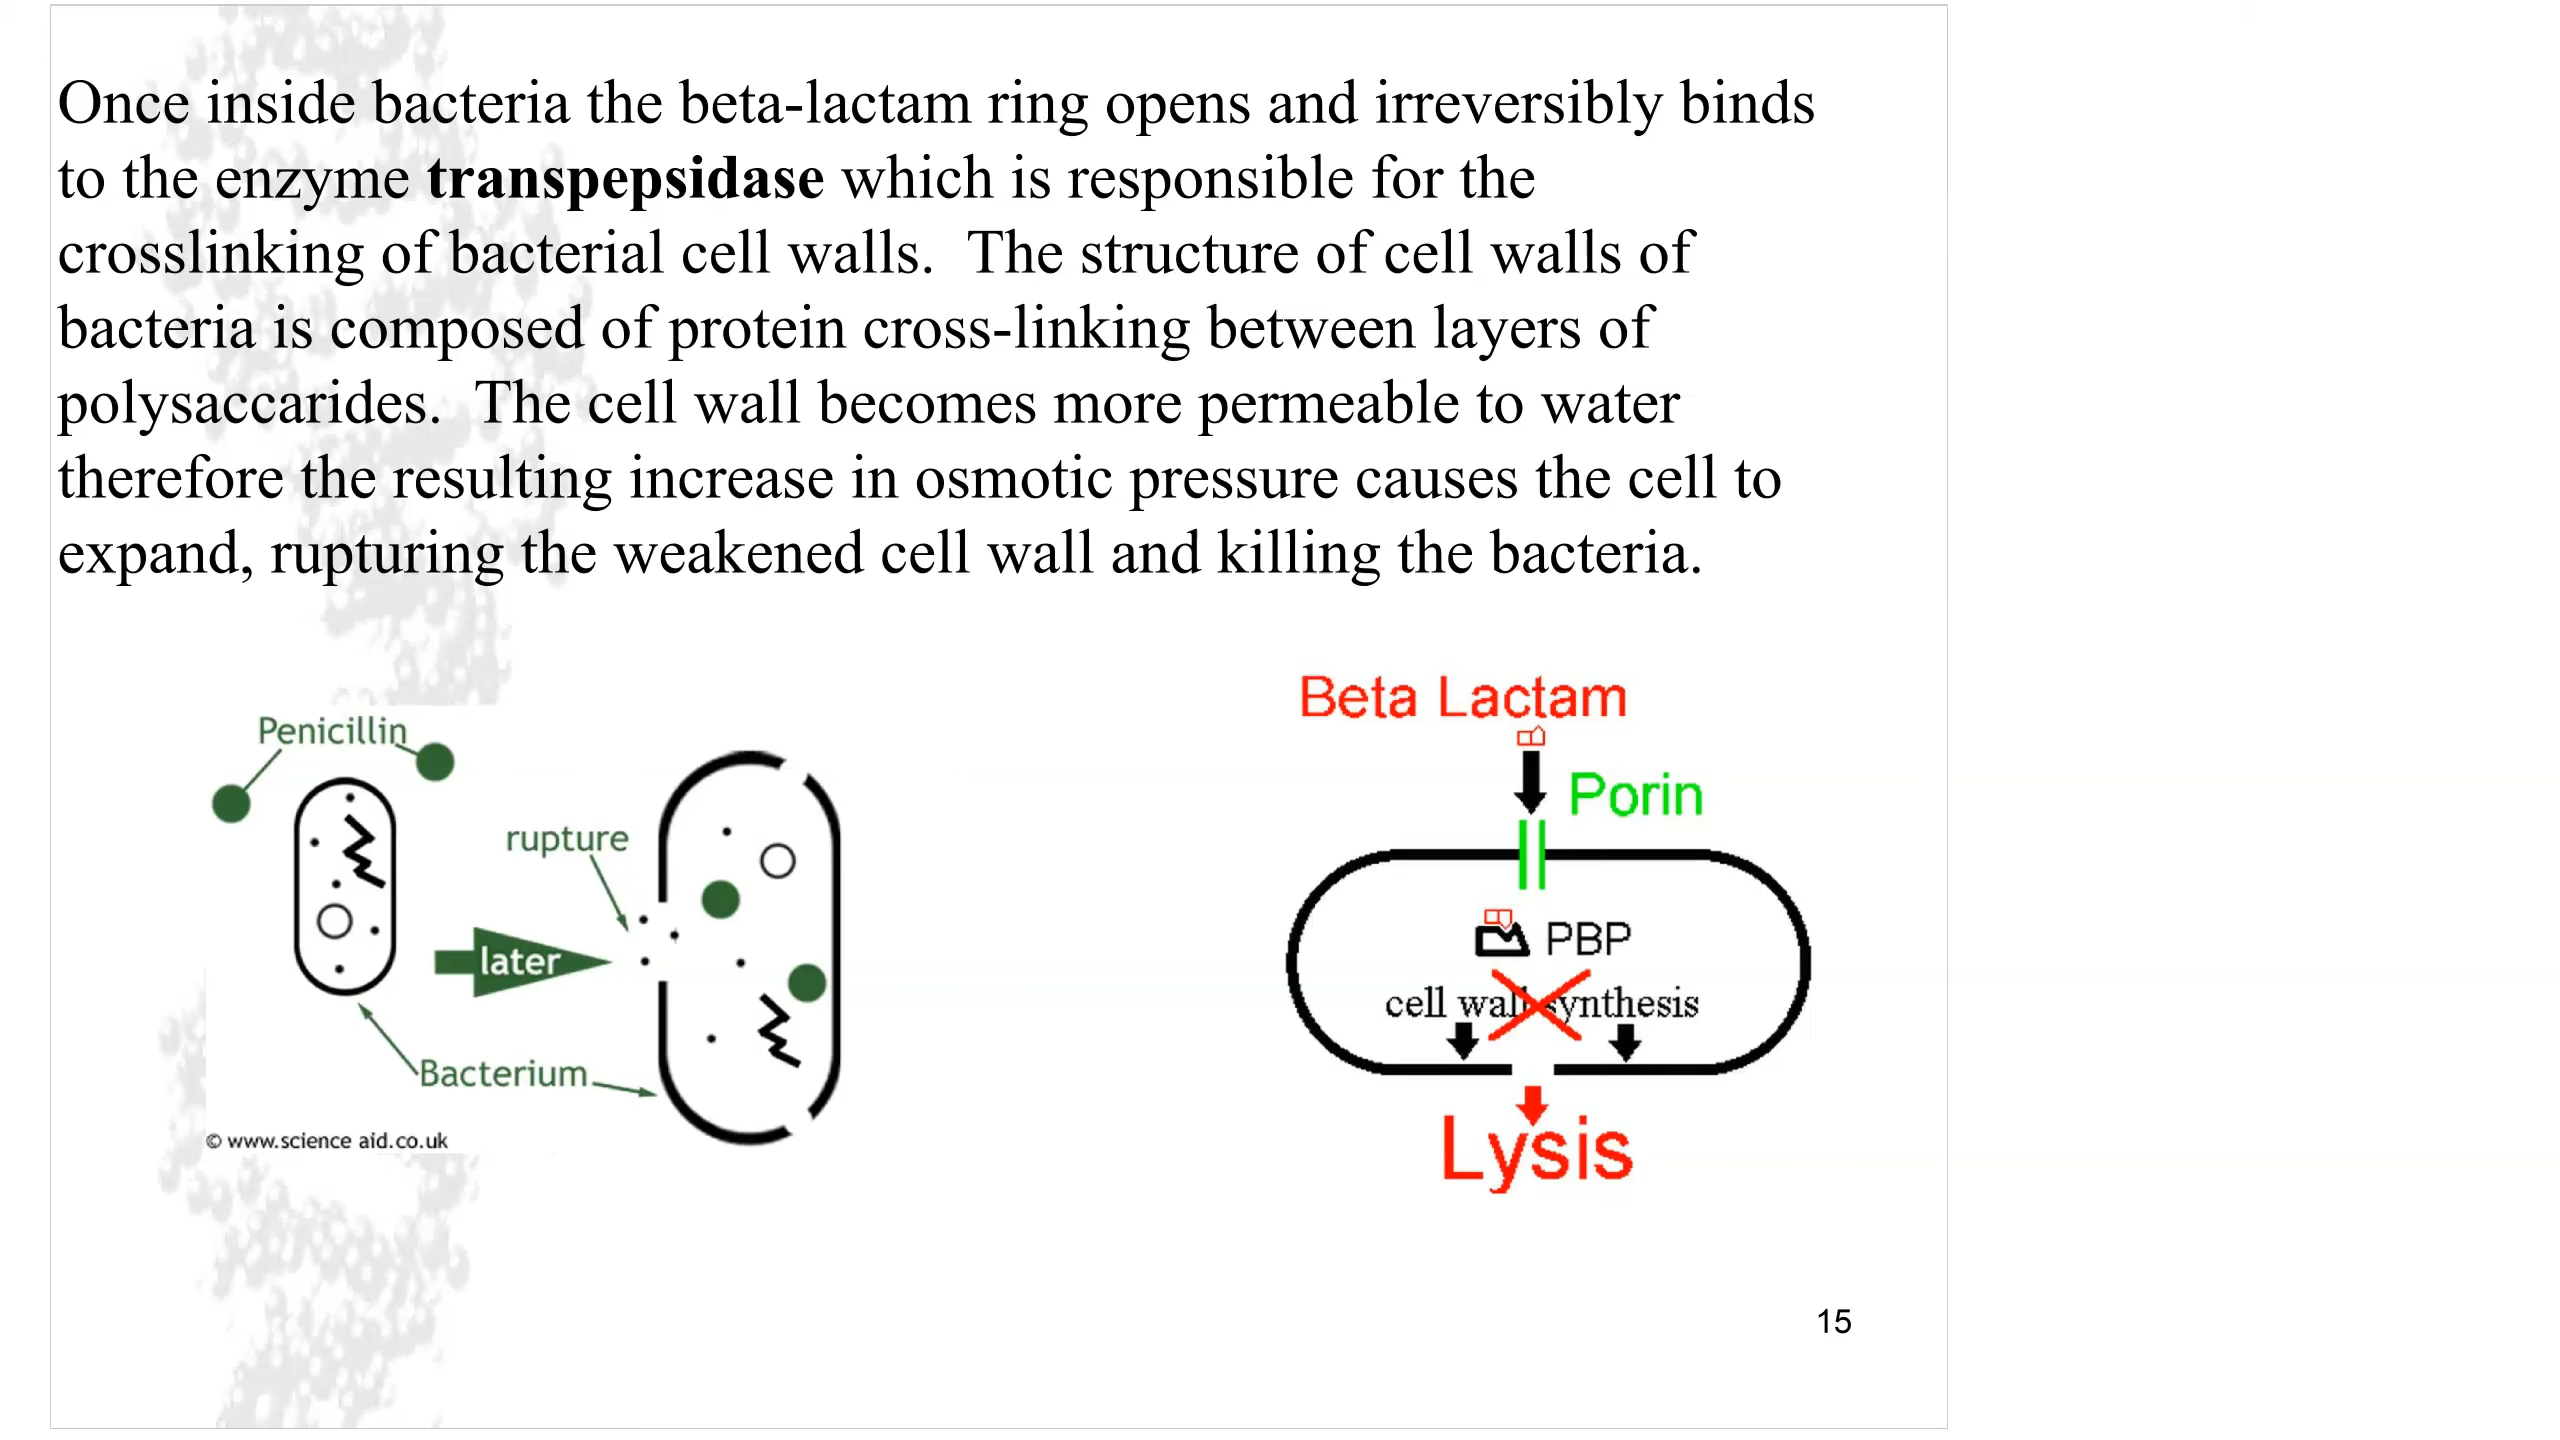 Once inside bacteria the beta-lactam ring opens and irreversibly binds
to the enzyme transpepsidase which is responsible for the
crosslinking of bacterial cell walls.  The structure of cell walls of
bacteria is composed of protein cross-linking between layers of
polysaccarides.  The cell wall becomes more permeable to water
therefore the resulting increase in osmotic pressure causes the cell to
expand, rupturing the weakened cell wall and killing the bacteria.
Penicillin
rupture
later
Bacterium
© www.science aid.co.uk
Beta Lactam
Porin
PBP
cell wall synthesis
Lysis
15